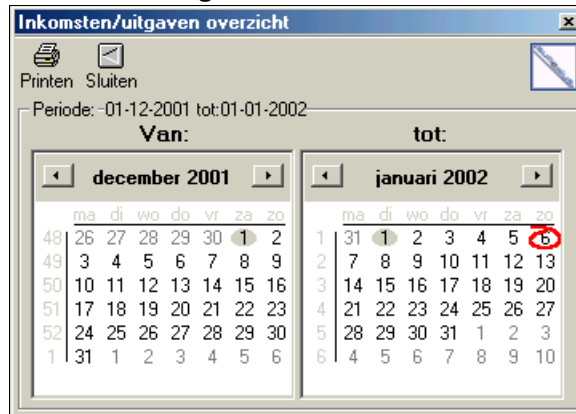 Inkomsten/uitgaven overzicht
Printen Sluiten
Periode: -01-12-2001 tot:01-01-2002
Van: tot:
december 2001
ma di wo do vr za zo
48 26 27 28 29 30 1 2
49 3 4 5 6 7 8 9
50 10 11 12 13 14 15 16
51 17 18 19 20 21 22 23
52 24 25 26 27 28 29 30
1 31 1 2 3 4 5 6
januari 2002
ma di wo do vr za zo
1 31 1 2 3 4 5 6
2 7 8 9 10 11 12 13
3 14 15 16 17 18 19 20
4 21 22 23 24 25 26 27
5 28 29 30 31 1 2 3
6 4 5 6 7 8 9 10